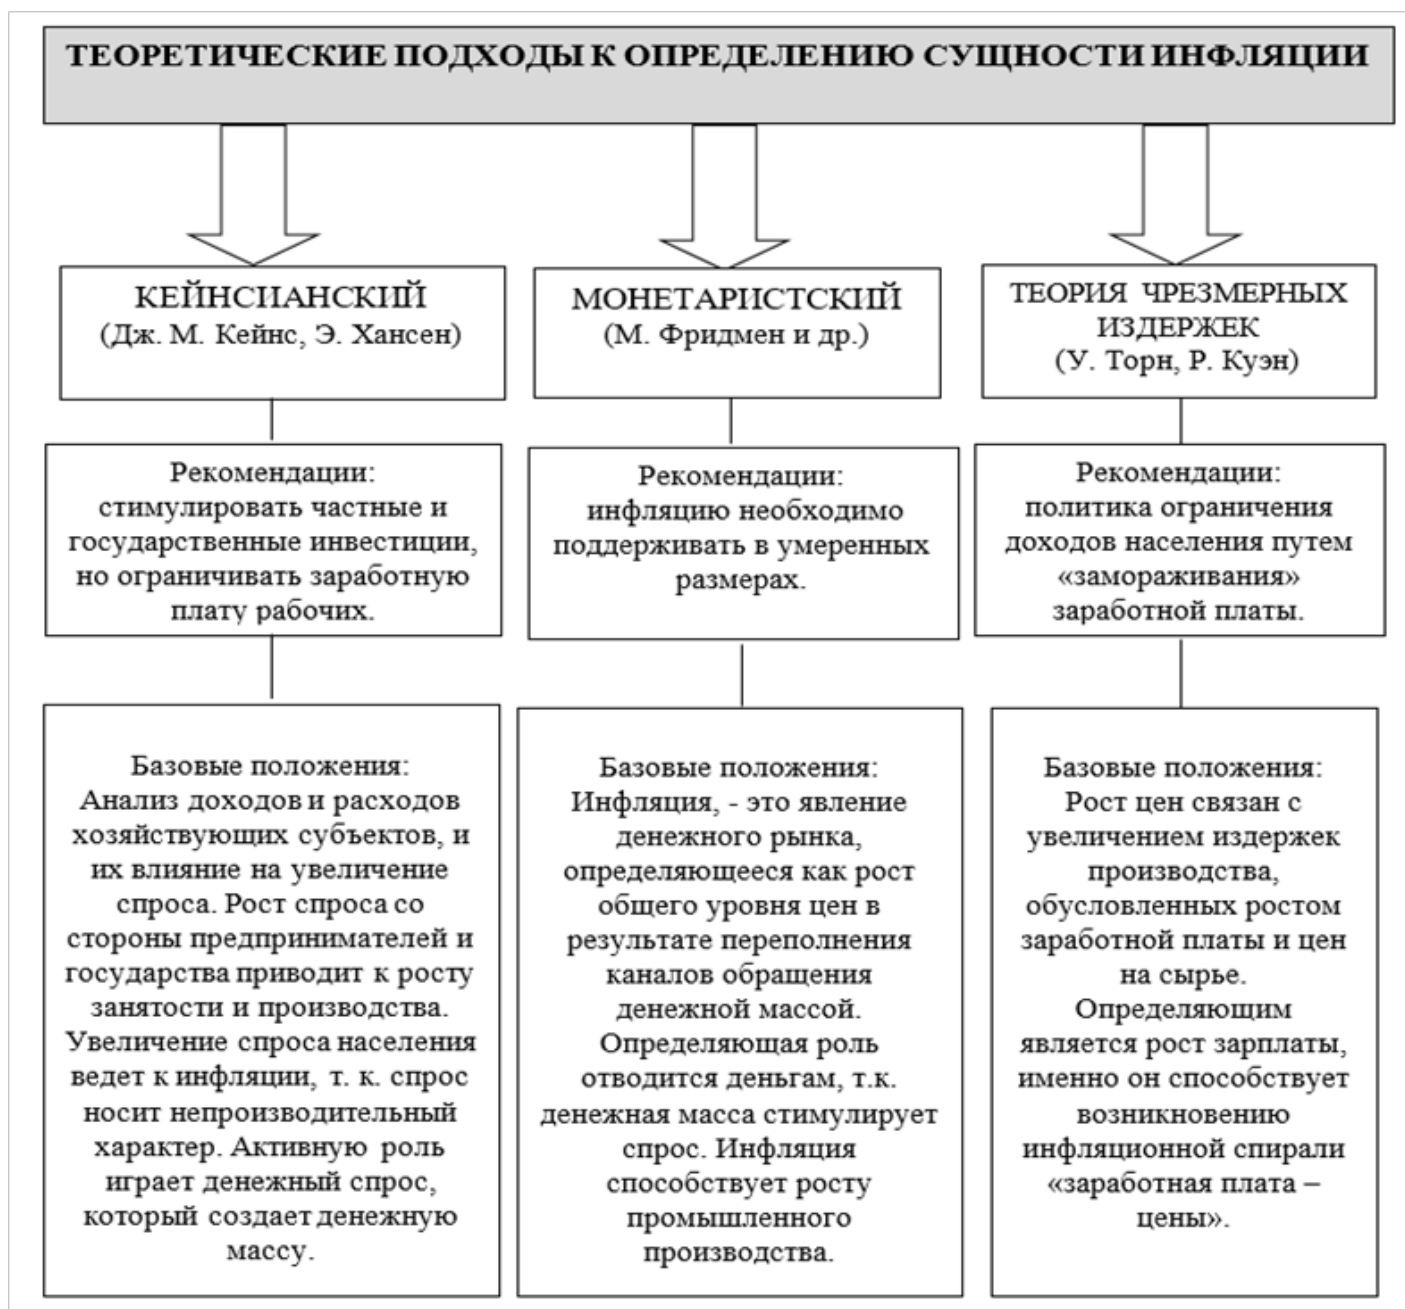 ТЕОРЕТИЧЕСКИЕ ПОДХОДЫ К ОПРЕДЕЛЕНИЮ СУЩНОСТИ ИНФЛЯЦИИ
КЕЙНСИАНСКИЙ
(Дж. М. Кейнс, Э. Хансен)
Рекомендации:
стимулировать частные и
государственные инвестиции,
но ограничивать заработную
плату рабочих.
Базовые положения:
Анализ доходов и расходов
хозяйствующих субъектов, и
их влияние на увеличение
спроса. Рост спроса со
стороны предпринимателей и
государства приводит к росту
занятости и производства.
Увеличение спроса населения
ведет к инфляции, т. к. спрос
носит непроизводительный
характер. Активную роль
играет денежный спрос,
который создает денежную
массу.
МОНЕТАРИСТСКИЙ
(М. Фридмен и др.)
Рекомендации:
инфляцию необходимо
поддерживать в умеренных
размерах.
Базовые положения:
Инфляция, - это явление
денежного рынка,
определяющееся как рост
общего уровня цен в
результате переполнения
каналов обращения
денежной массой.
Определяющая роль
отводится деньгам, т.к.
денежная масса стимулирует
спрос. Инфляция
способствует росту
промышленного
производства.
ТЕОРИЯ ЧРЕЗМЕРНЫХ
ИЗДЕРЖЕК
(У. Торн, Р. Куэн)
Рекомендации:
политика ограничения
доходов населения путем
«замораживания»
заработной платы.
Базовые положения:
Рост цен связан с
увеличением издержек
производства,
обусловленных ростом
заработной платы и цен
на сырье.
Определяющим
является рост зарплаты,
именно он способствует
возникновению
инфляционной спирали
«заработная плата –
цены».